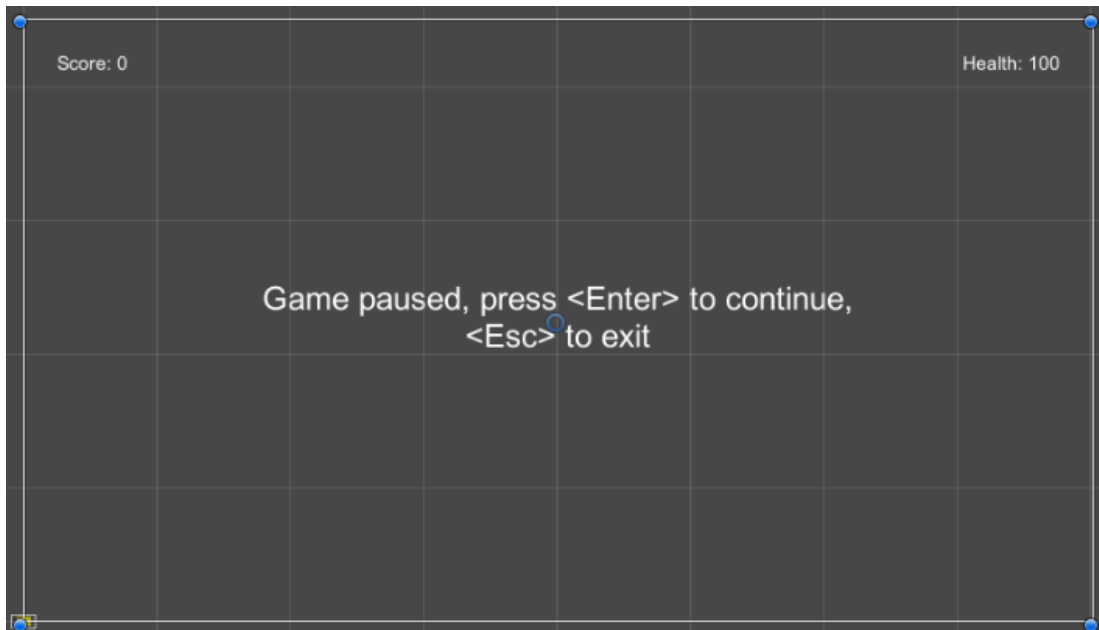 Score: 0
Health: 100
Game paused, press <Enter> to continue,
<Esc> to exit